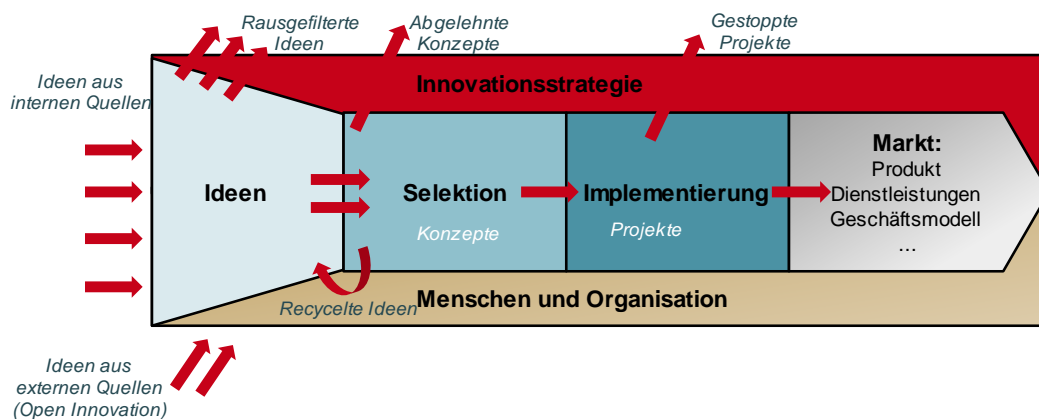 Rausgefilterte
Ideen
Abgelehnte
Konzepte
Gestoppte
Projekte
Ideen aus
internen Quellen
Innovationsstrategie
Ideen
Selektion
Konzepte
Implementierung
Projekte
Markt:
Produkt
Dienstleistungen
Geschäftsmodell
...
Recycelte Ideen
Menschen und Organisation
Ideen aus
externen Quellen
(Open Innovation)